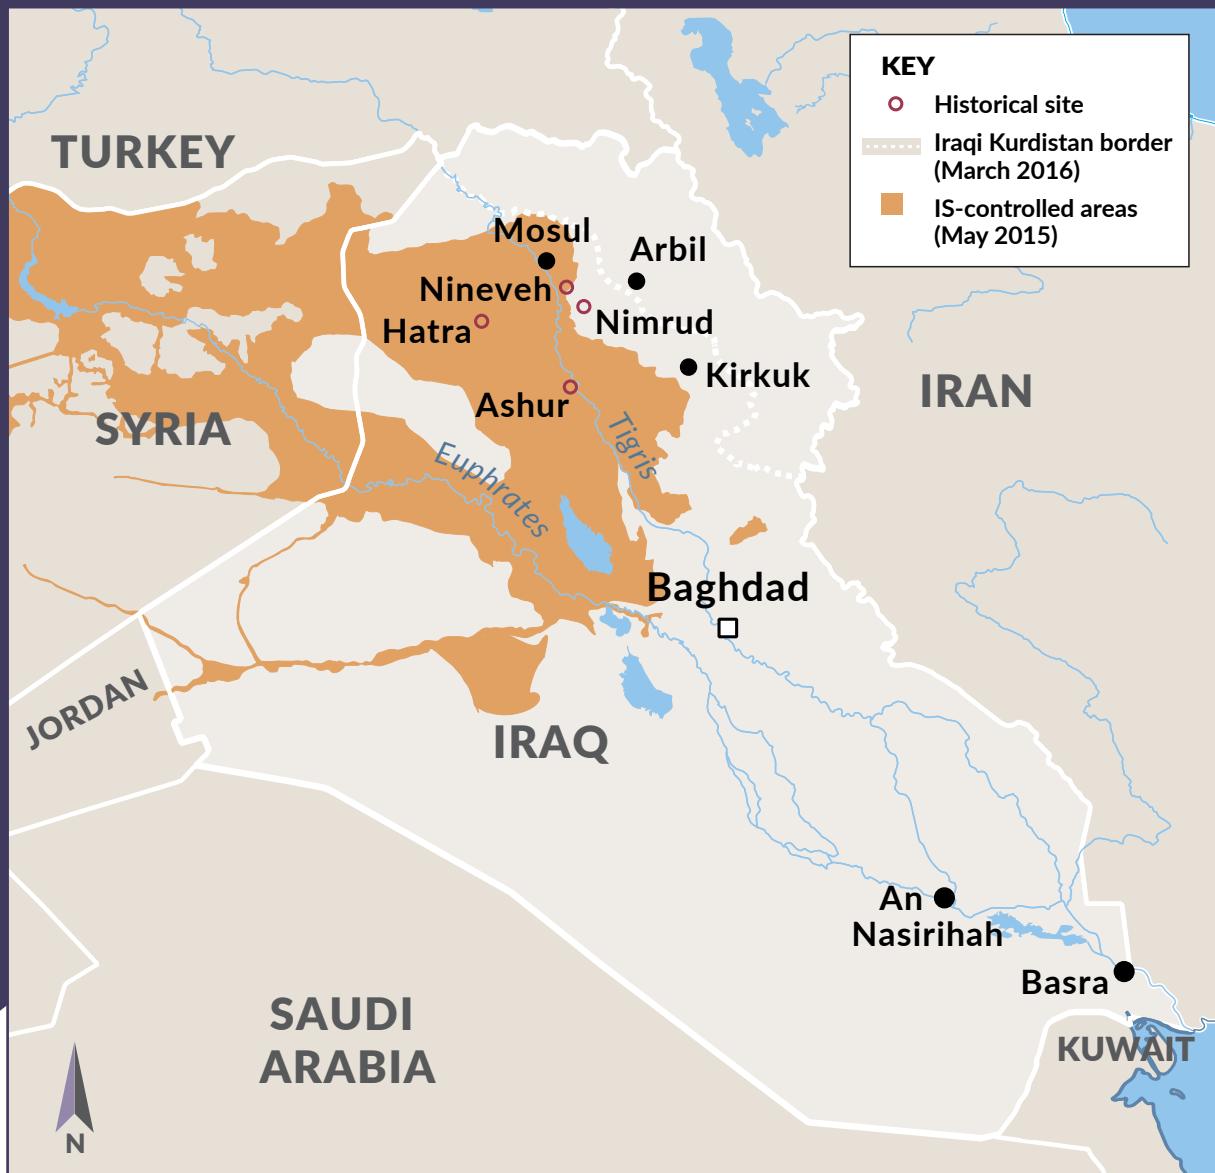 KEY
Historical site
Iraqi Kurdistan border
(March 2016)
IS-controlled areas
(May 2015)
TURKEY
Mosul
Arbil
Nineveh
Nimrud
Hatra
Kirkuk
IRAN
Ashur
SYRIA
Tigris
Euphrates
Baghdad
JORDAN
IRAQ
An
Nasirihah
Basra
SAUDI
ARABIA
KUWAIT
N